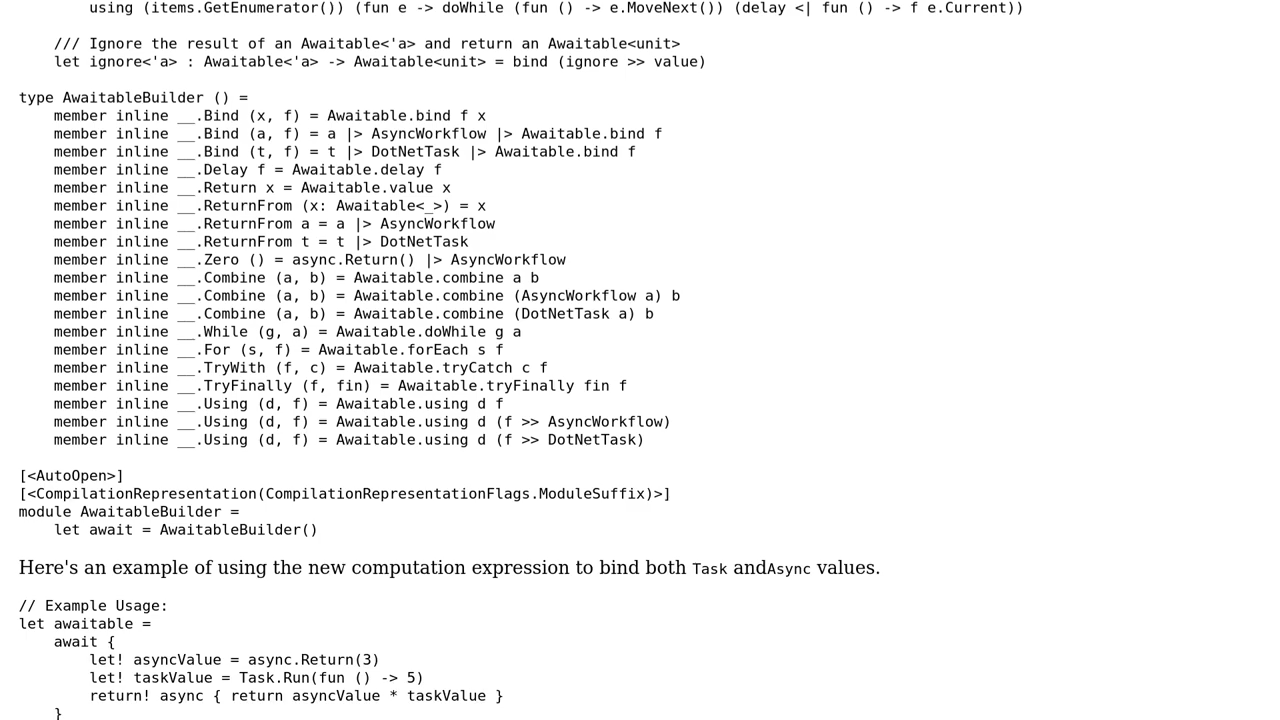 using (items.GetEnumerator()) (fun e -> doWhile (fun () -> e.MoveNext()) (delay <| fun () -> f e.Current))

    /// Ignore the result of an Awaitable<'a> and return an Awaitable<unit>
    let ignore<'a> : Awaitable<'a> -> Awaitable<unit> = bind (ignore >> value)

type AwaitableBuilder () =
    member inline __.Bind (x, f) = Awaitable.bind f x
    member inline __.Bind (a, f) = a |> AsyncWorkflow |> Awaitable.bind f
    member inline __.Bind (t, f) = t |> DotNetTask |> Awaitable.bind f
    member inline __.Delay f = Awaitable.delay f
    member inline __.Return x = Awaitable.value x
    member inline __.ReturnFrom (x: Awaitable<_>) = x
    member inline __.ReturnFrom a = a |> AsyncWorkflow
    member inline __.ReturnFrom t = t |> DotNetTask
    member inline __.Zero () = async.Return() |> AsyncWorkflow
    member inline __.Combine (a, b) = Awaitable.combine a b
    member inline __.Combine (a, b) = Awaitable.combine (AsyncWorkflow a) b
    member inline __.Combine (a, b) = Awaitable.combine (DotNetTask a) b
    member inline __.While (g, a) = Awaitable.doWhile g a
    member inline __.For (s, f) = Awaitable.forEach s f
    member inline __.TryWith (f, c) = Awaitable.tryCatch c f
    member inline __.TryFinally (f, fin) = Awaitable.tryFinally fin f
    member inline __.Using (d, f) = Awaitable.using d f
    member inline __.Using (d, f) = Awaitable.using d (f >> AsyncWorkflow)
    member inline __.Using (d, f) = Awaitable.using d (f >> DotNetTask)

[<AutoOpen>]
[<CompilationRepresentation(CompilationRepresentationFlags.ModuleSuffix)>]
module AwaitableBuilder =
    let await = AwaitableBuilder()

Here's an example of using the new computation expression to bind both Task andAsync values.

// Example Usage:
let awaitable =
    await {
        let! asyncValue = async.Return(3)
        let! taskValue = Task.Run(fun () -> 5)
        return! async { return asyncValue * taskValue }
    }